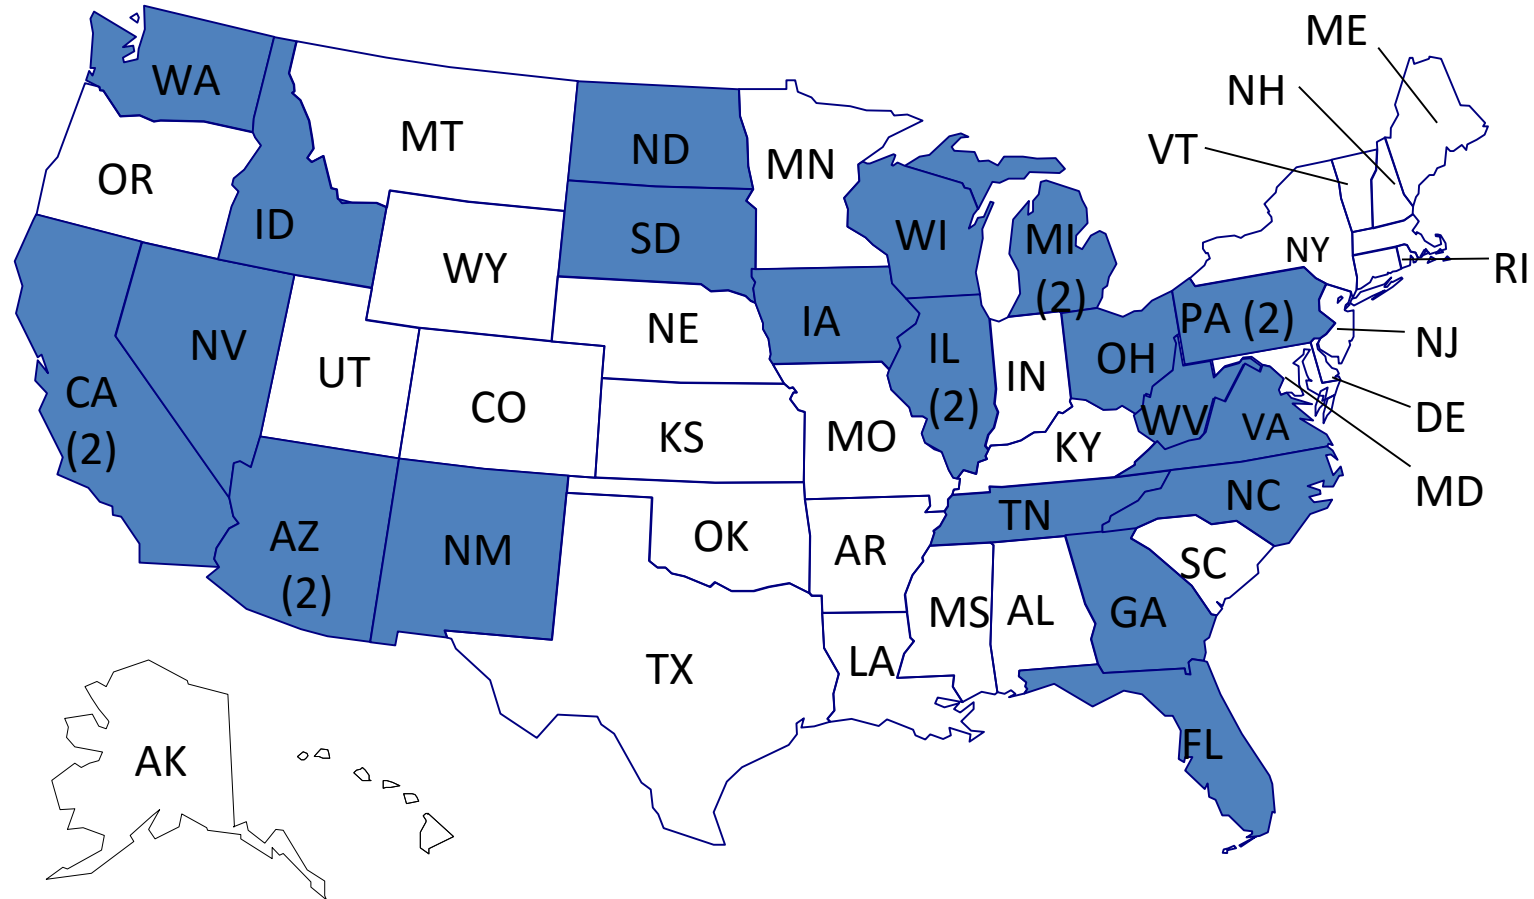 ME
WA
NH
MT
ND
VT
MN
OR
ID
SD
WI
MI
(2)
NY
RI
WY
NE
IA
PA (2)
NV
UT
IL
(2)
OH
NJ
CA
(2)
CO
IN
DE
KS
MO
KY
WV
VA
MD
AZ
(2)
NM
OK
AR
TN
NC
SC
MS
AL
GA
TX
LA
FL
AK